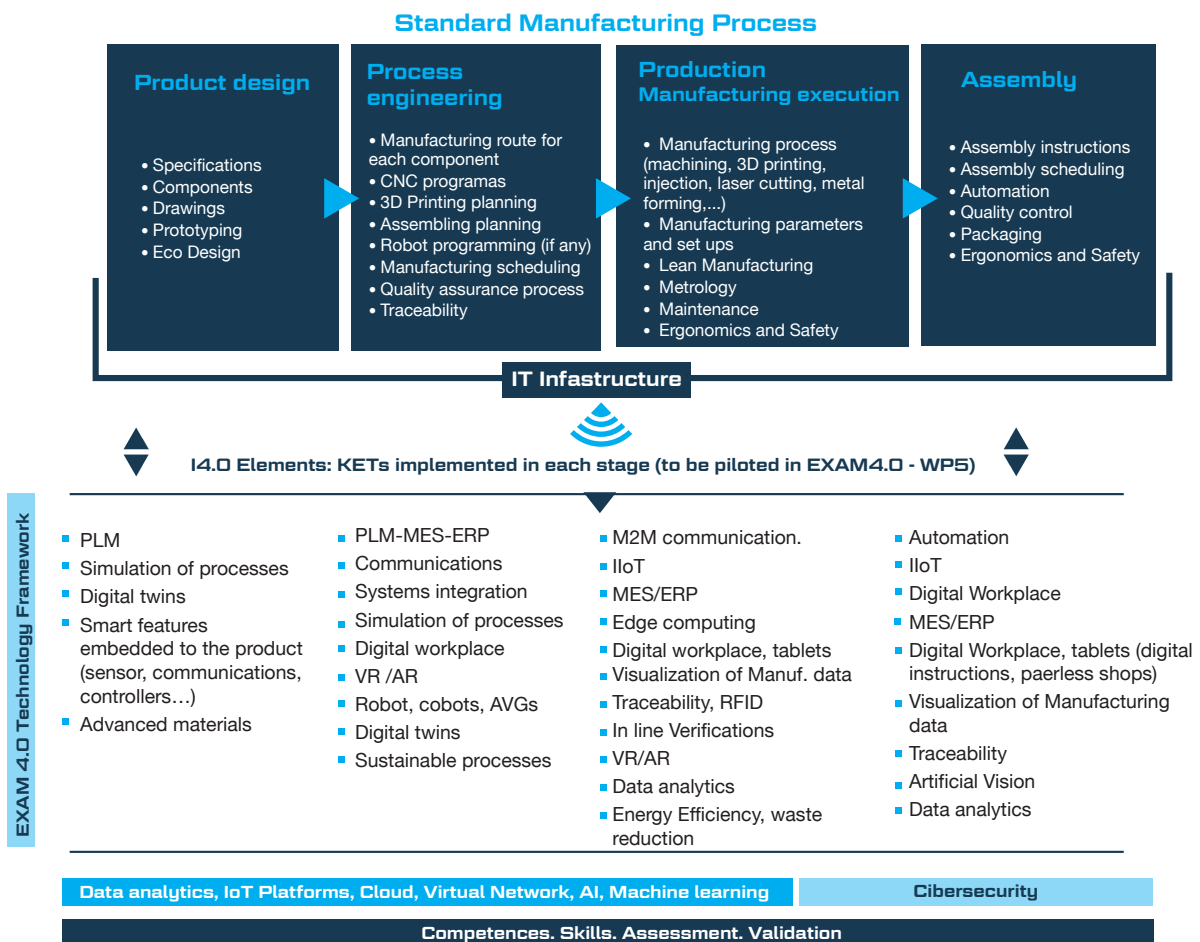 Standard Manufacturing Process
Product design
• Specifications
• Components
• Drawings
• Prototyping
• Eco Design
Process
engineering
• Manufacturing route for
each component
• CNC programas
• 3D Printing planning
• Assembling planning
• Robot programming (if any)
• Manufacturing scheduling
• Quality assurance process
• Traceability
Production
Manufacturing execution
• Manufacturing process
(machining, 3D printing,
injection, laser cutting, metal
forming,...)
• Manufacturing parameters
and set ups
• Lean Manufacturing
• Metrology
• Maintenance
• Ergonomics and Safety
Assembly
• Assembly instructions
• Assembly scheduling
• Automation
• Quality control
• Packaging
• Ergonomics and Safety
IT Infastructure
I4.0 Elements: KETs implemented in each stage (to be piloted in EXAM4.0 - WP5)
EXAM 4.0 Technology Framework
PLM
Simulation of processes
Digital twins
Smart features
embedded to the product
(sensor, communications,
controllers…)
Advanced materials
PLM-MES-ERP
Communications
Systems integration
Simulation of processes
Digital workplace
VR /AR
Robot, cobots, AVGs
Digital twins
Sustainable processes
M2M communication.
IIoT
MES/ERP
Edge computing
Digital workplace, tablets
Visualization of Manuf. data
Traceability, RFID
In line Verifications
VR/AR
Data analytics
Energy Efficiency, waste
reduction
Automation
IIoT
Digital Workplace
MES/ERP
Digital Workplace, tablets (digital
instructions, paerless shops)
Visualization of Manufacturing
data
Traceability
Artificial Vision
Data analytics
Data analytics, IoT Platforms, Cloud, Virtual Network, AI, Machine learning
Cibersecurity
Competences. Skills. Assessment. Validation